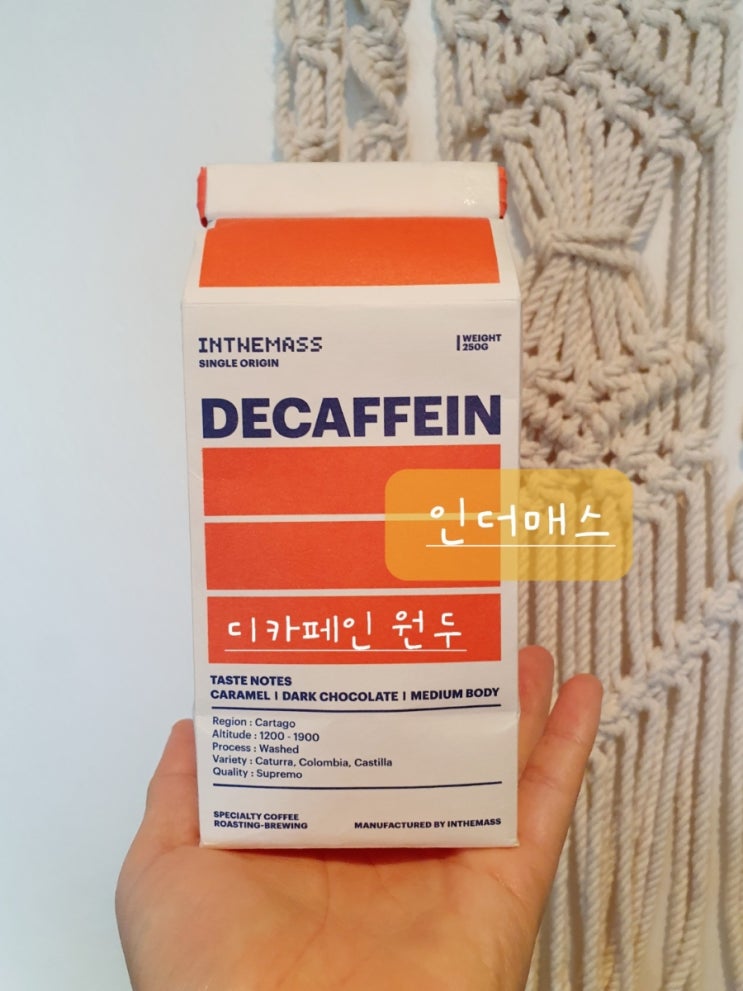 INTHEMASS
SINGLE ORIGIN
WEIGHT
250G
DECAFFEIN
인더매스
디카페인 원두
TASTE NOTES
CARAMEL | DARK CHOCOLATE | MEDIUM BODY
Region : Cartago
Altitude : 1200 - 1900
Process : Washed
Variety : Caturra, Colombia, Castilla
Quality : Supremo
SPECIALTY COFFEE
ROASTING-BREWING
MANUFACTURED BY INTHEMASS